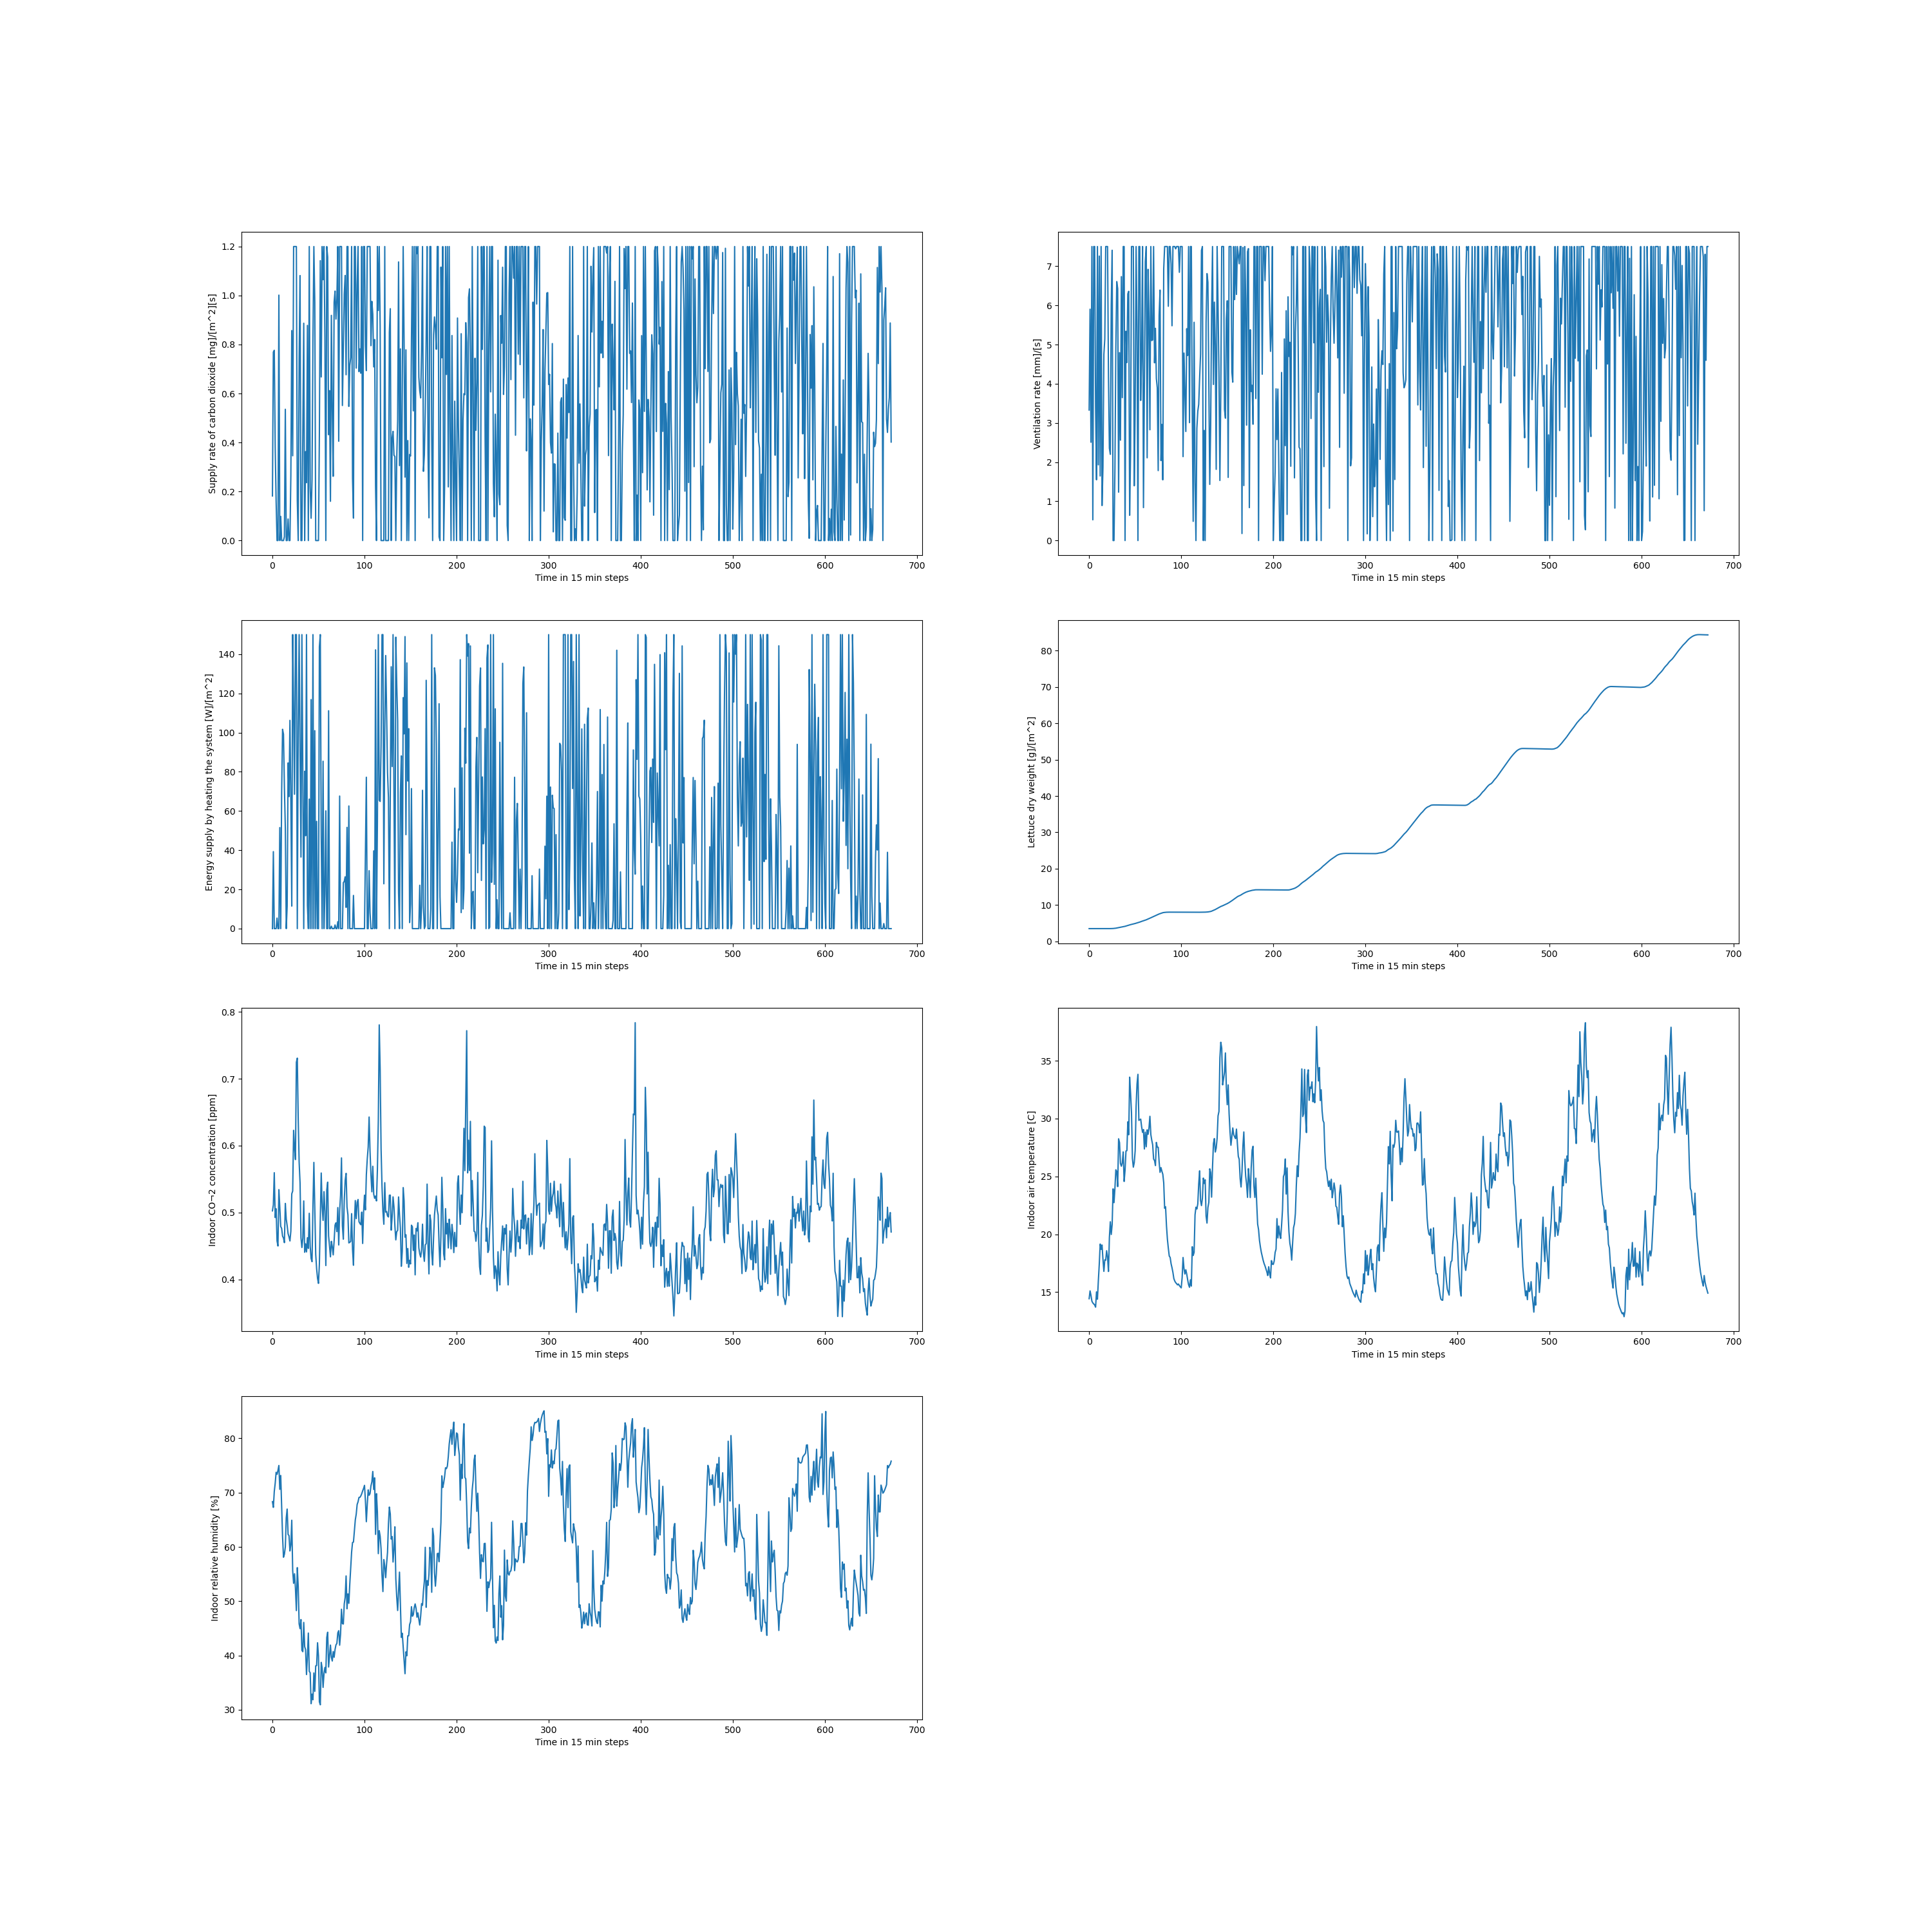 Supply rate of carbon dioxide [mg]/[m^2][s]
1.2
1.0
0.8
0.6
0.4
0.2
0.0
0 100 200 300 400 500 600 700
Time in 15 min steps
Ventilation rate [mm]/[s]
7
6
5
4
3
2
1
0
0 100 200 300 400 500 600 700
Time in 15 min steps
Energy supply by heating the system [W]/[m^2]
140
120
100
80
60
40
20
0
0 100 200 300 400 500 600 700
Time in 15 min steps
Lettuce dry weight [g]/[m^2]
80
70
60
50
40
30
20
10
0
0 100 200 300 400 500 600 700
Time in 15 min steps
Indoor CO¬2 concentration [ppm]
0.8
0.7
0.6
0.5
0.4
0 100 200 300 400 500 600 700
Time in 15 min steps
Indoor air temperature [C]
35
30
25
20
15
0 100 200 300 400 500 600 700
Time in 15 min steps
Indoor relative humidity [%]
80
70
60
50
40
30
0 100 200 300 400 500 600 700
Time in 15 min steps